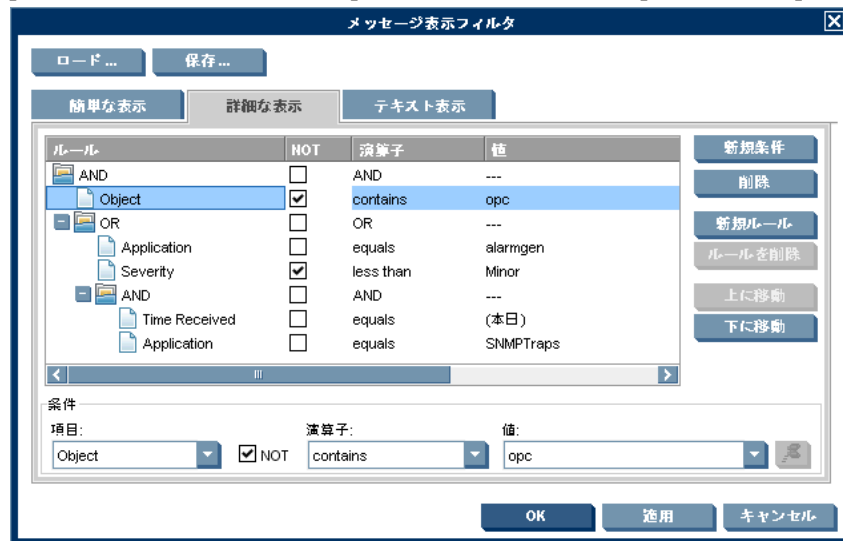 メッセージ表示フィルタ
ロード... 保存...
簡単な表示 詳細な表示 テキスト表示
ルール NOT 演算子 値
AND AND ---
Object contains opc
OR OR ---
Application equals alarmgen
Severity less than Minor
AND AND ---
Time Received equals (本日)
Application equals SNMPTraps
新規条件
削除
新規ルール
ルールを削除
上に移動
下に移動
条件
項目: 演算子: 値:
Object NOT contains opc
OK 適用 キャンセル